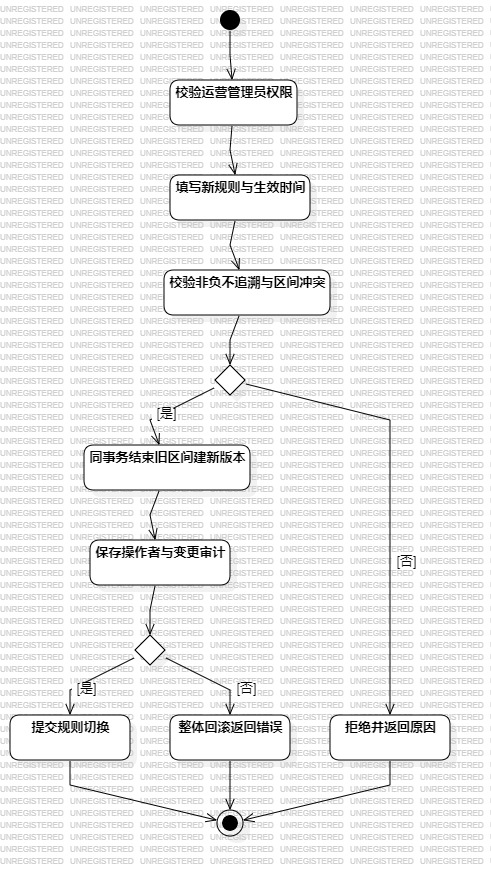 校验运营管理员权限
填写新规则与生效时间
校验非负不追溯与区间冲突
[是]
同事务结束旧区间建新版本
[否]
保存操作者与变更审计
[是]
[否]
提交规则切换
整体回滚返回错误
拒绝并返回原因
UNREGISTERED